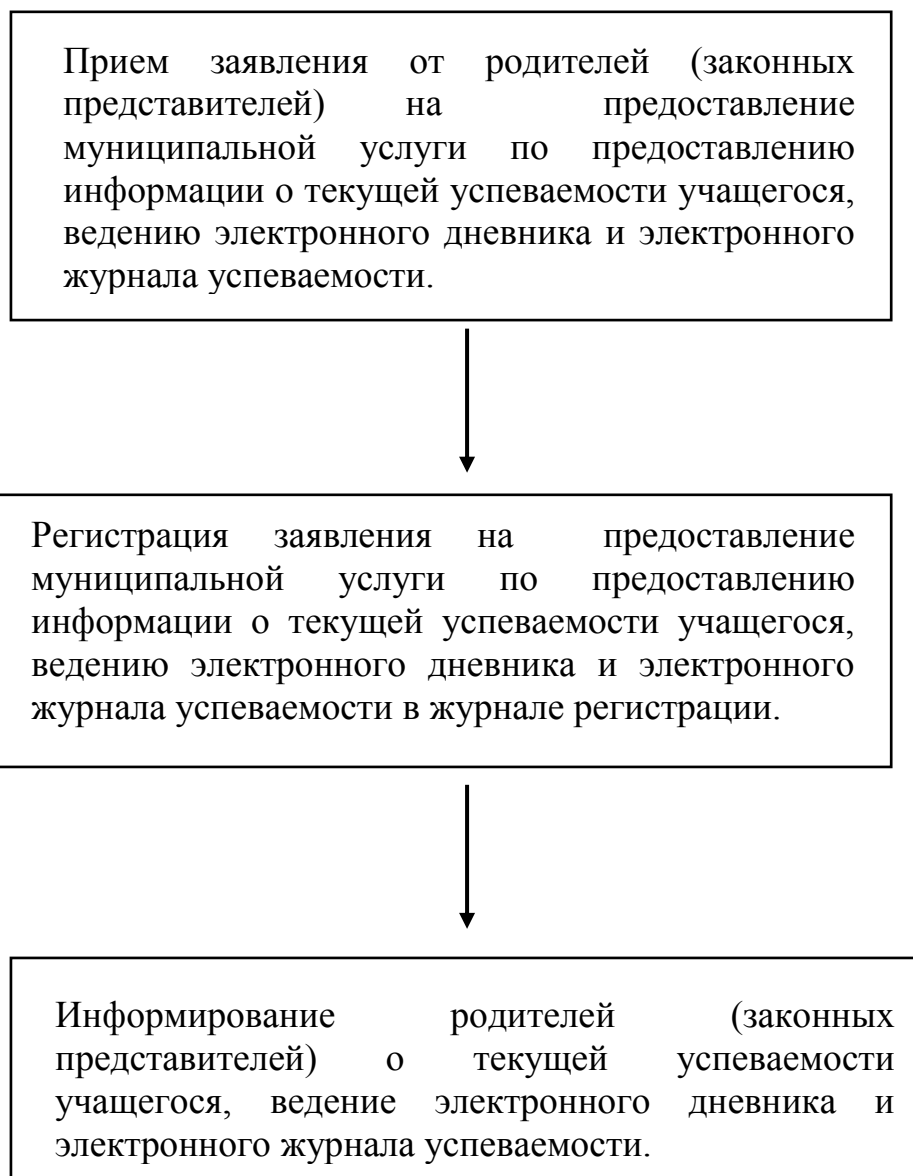 Прием заявления от родителей (законных
представителей) на предоставление
муниципальной услуги по предоставлению
информации о текущей успеваемости учащегося,
ведению электронного дневника и электронного
журнала успеваемости.
Регистрация заявления на предоставление
муниципальной услуги по предоставлению
информации о текущей успеваемости учащегося,
ведению электронного дневника и электронного
журнала успеваемости в журнале регистрации.
Информирование родителей (законных
представителей) о текущей успеваемости
учащегося, ведение электронного дневника и
электронного журнала успеваемости.